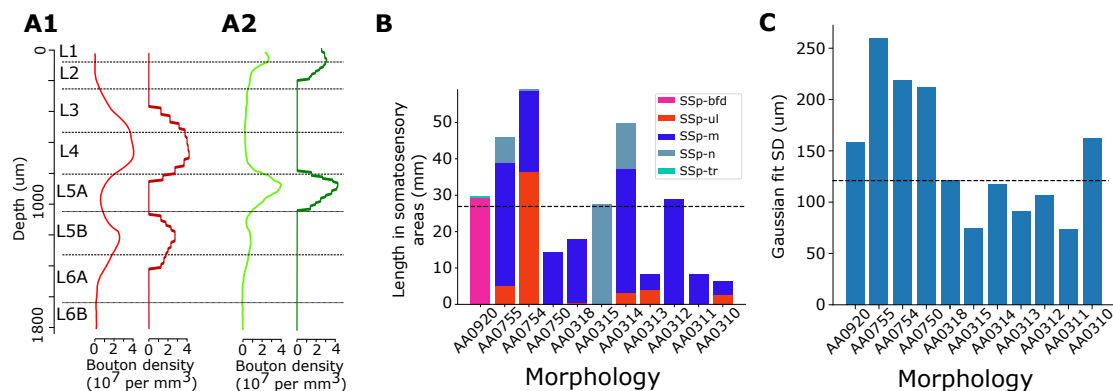 A1
A2
B
C
0
1000
1800
Depth (um)
L1
L2
L3
L4
L5A
L5B
L6A
L6B
0 2 4
0 2 4
0 2 4
0 2 4
Bouton density
(10⁷ per mm³)
Bouton density
(10⁷ per mm³)
Length in somatosensory
areas (mm)
50
40
30
20
10
0
SSp-bfd
SSp-ul
SSp-m
SSp-n
SSp-tr
AA0920
AA0755
AA0754
AA0750
AA0318
AA0315
AA0314
AA0313
AA0312
AA0311
AA0310
Morphology
Gaussian fit SD (um)
250
200
150
100
50
0
AA0920
AA0755
AA0754
AA0750
AA0318
AA0315
AA0314
AA0313
AA0312
AA0311
AA0310
Morphology